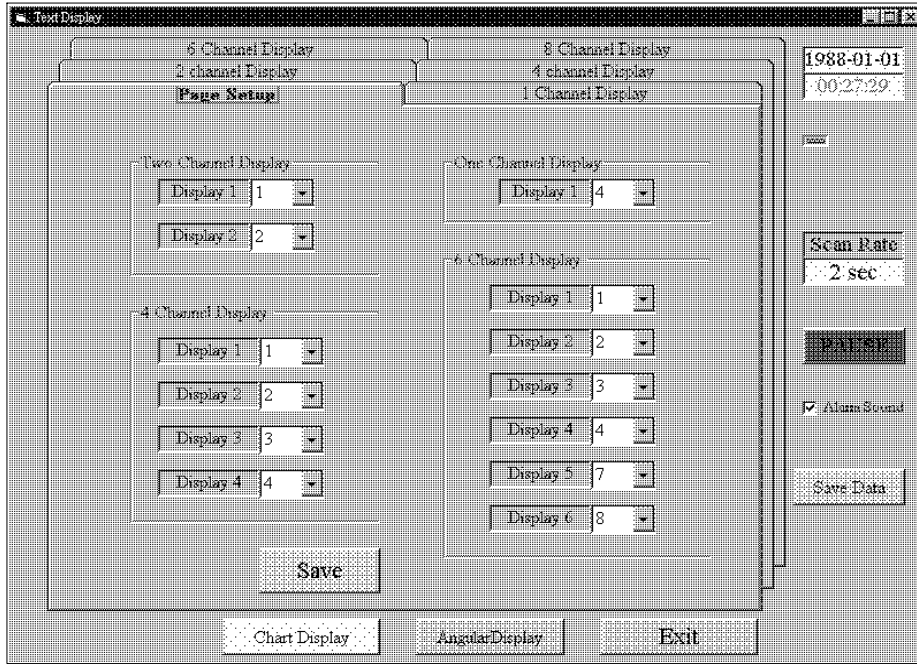 Text Display
6 Channel Display
8 Channel Display
2 channel Display
4 channel Display
Page Setup
1 Channel Display
1988-01-01
00:27:29
Two Channel Display
Display 1 1
Display 2 2
One Channel Display
Display 1 4
4 Channel Display
Display 1 1
Display 2 2
Display 3 3
Display 4 4
6 Channel Display
Display 1 1
Display 2 2
Display 3 3
Display 4 4
Display 5 7
Display 6 8
Scan Rate
2 sec
PAUSE
Alarm Sound
Save Data
Save
Chart Display
AngularDisplay
Exit